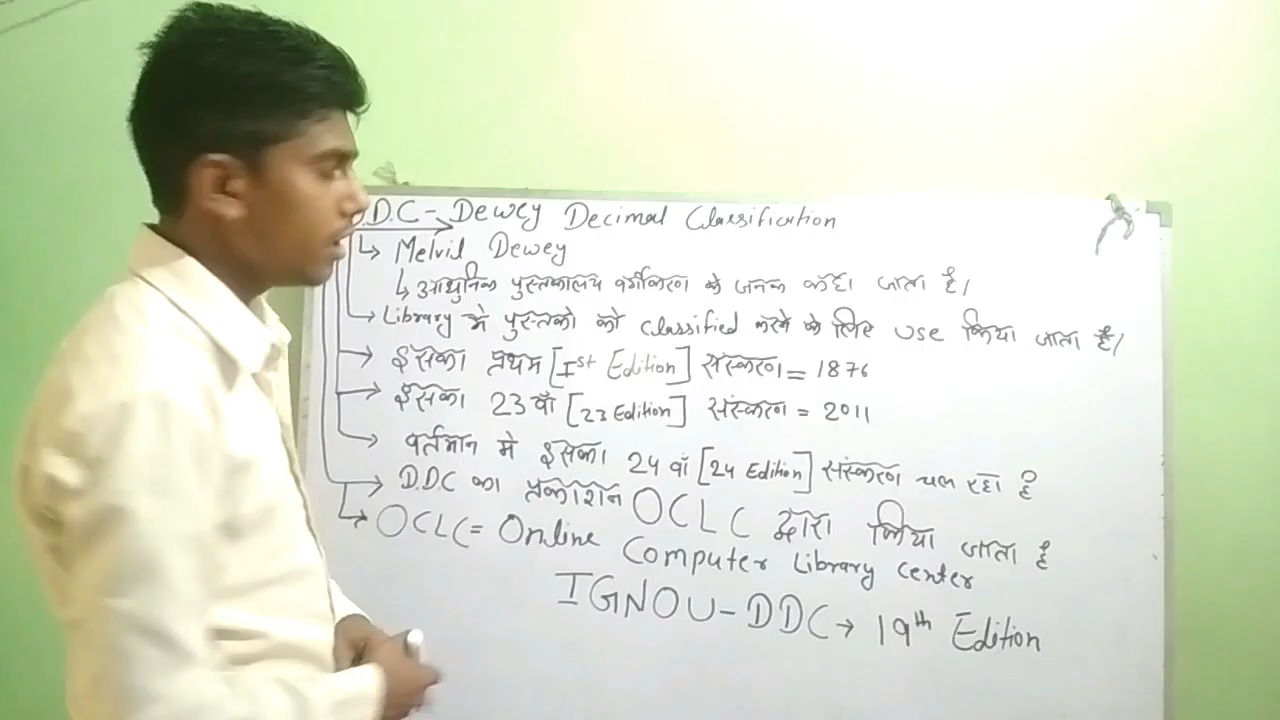 D.D.C - Dewey Decimal Classification
Melvil Dewey
आधुनिक पुस्तकालय वर्गीकरण के जनक कहा जाता है।
Library मे पुस्तको को classified करने के लिए use किया जाता है।
इसका प्रथम [Ist Edition] संस्करण = 1876
इसका 23 वाँ [23 Edition] संस्करण = 2011
वर्तमान मे इसका 24 वाँ [24 Edition] संस्करण चल रहा है
D.D.C का प्रकाशन OCLC द्वारा किया जाता है
OCLC = Online Computer Library Center
IGNOU - DDC → 19th Edition